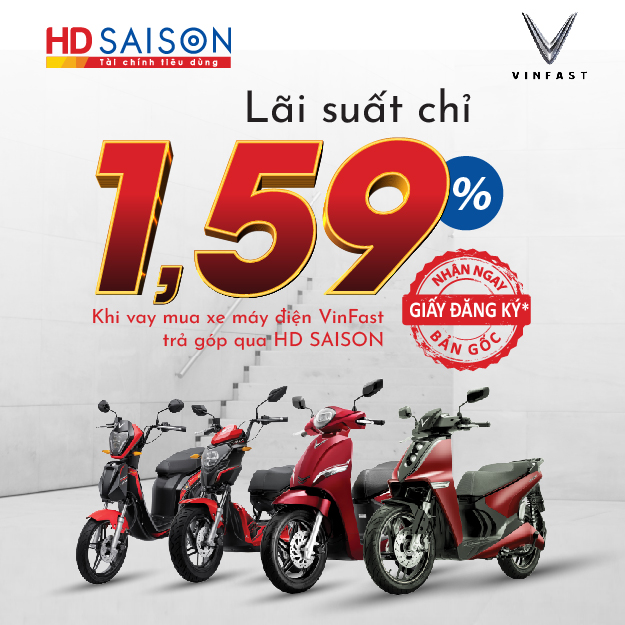 HD SAISON
Tài chính tiêu dùng
VINFAST
Lãi suất chỉ
1,59%
Khi vay mua xe máy điện VinFast
trả góp qua HD SAISON
NHẬN NGAY
GIẤY ĐĂNG KÝ*
BẢN GỐC